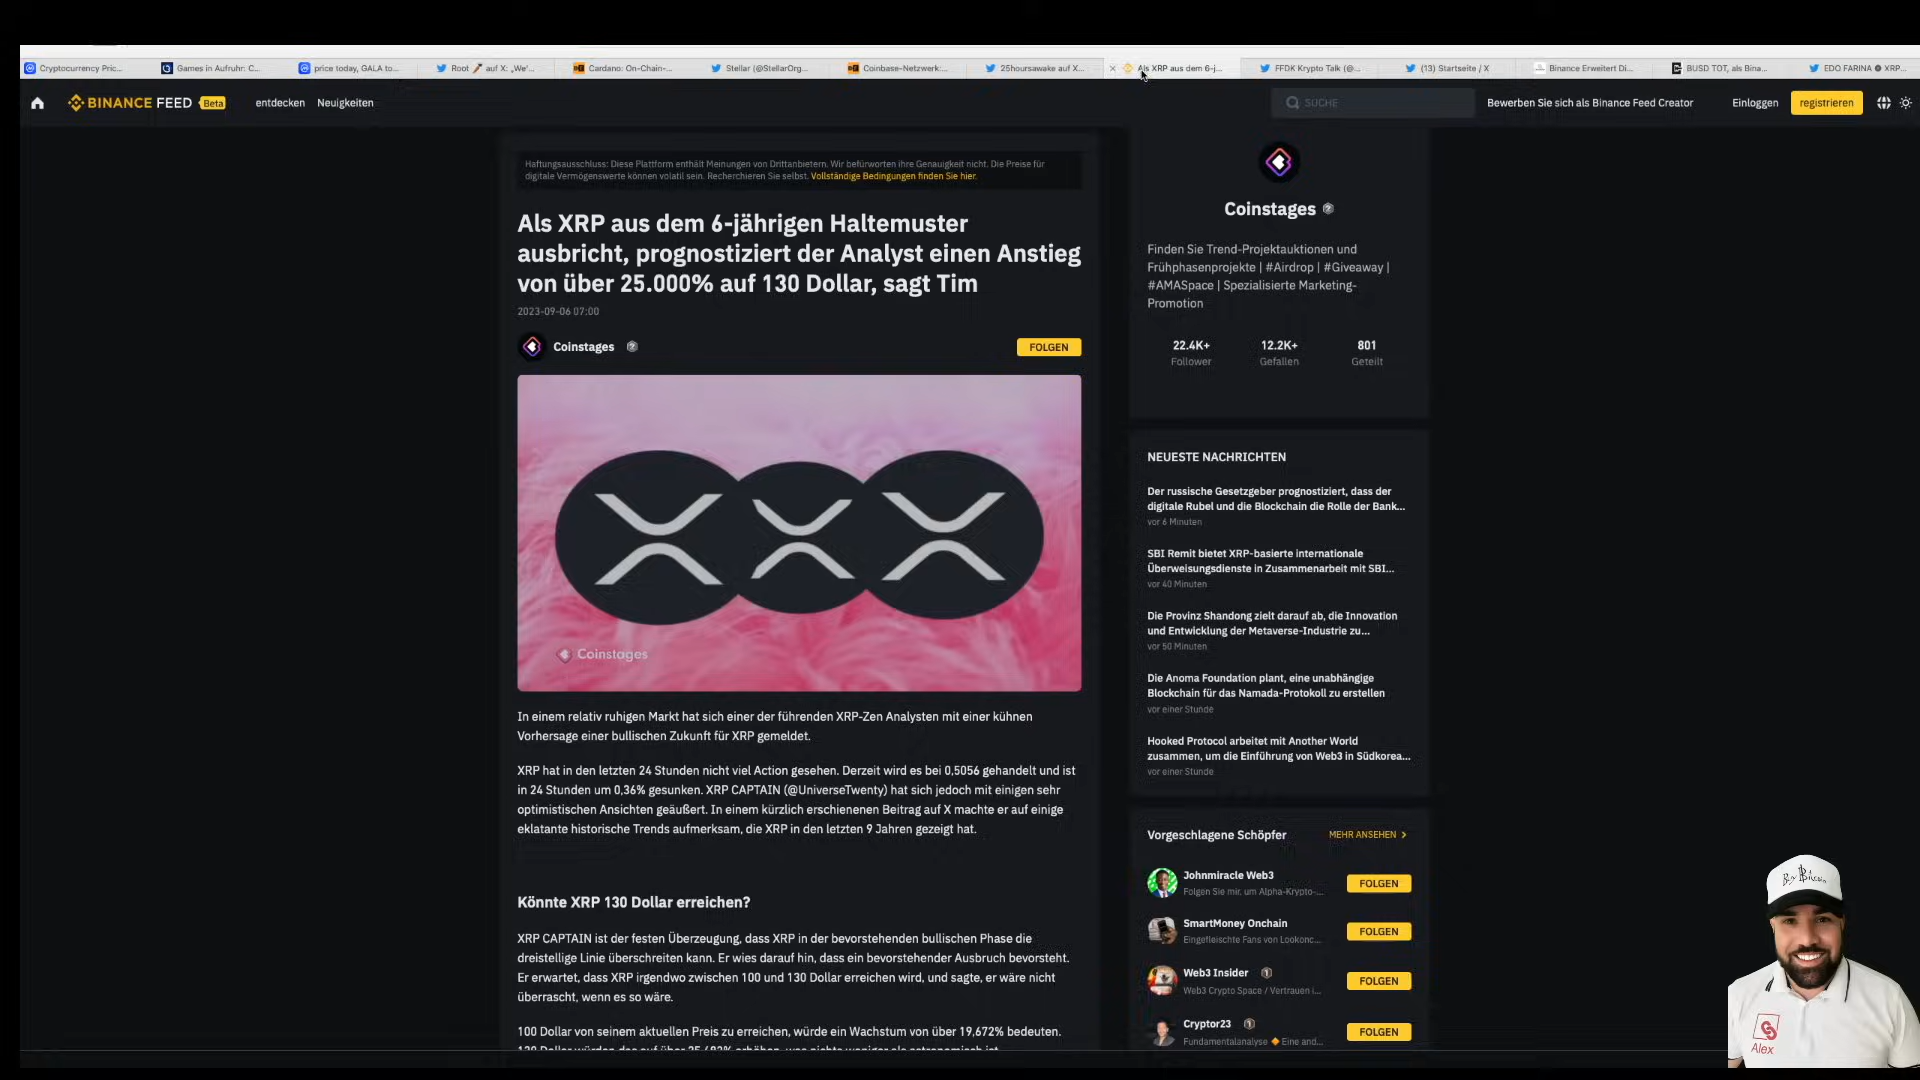 Cryptocurrency Pric...
Games in Aufruhr: C...
price today, GALA to...
Root 🥕 auf X: „We'...
Cardano: On-Chain-...
Stellar (@StellarOrg...
Coinbase-Netzwerk:...
25hoursawake auf X...
Als XRP aus dem 6-j...
FFDK Krypto Talk (@...
(13) Startseite / X
Binance Erweitert Di...
BUSD TOT, als Bina...
EDO FARINA XRP...
BINANCE FEED Beta
entdecken
Neuigkeiten
SUCHE
Bewerben Sie sich als Binance Feed Creator
Einloggen
registrieren
Haftungsausschluss: Diese Plattform enthält Meinungen von Drittanbietern. Wir befürworten ihre Genauigkeit nicht. Die Preise für
digitale Vermögenswerte können volatil sein. Recherchieren Sie selbst. Vollständige Bedingungen finden Sie hier.
Als XRP aus dem 6-jährigen Haltemuster
ausbricht, prognostiziert der Analyst einen Anstieg
von über 25.000% auf 130 Dollar, sagt Tim
2023-09-06 07:00
Coinstages
FOLGEN
Coinstages
In einem relativ ruhigen Markt hat sich einer der führenden XRP-Zen Analysten mit einer kühnen
Vorhersage einer bullischen Zukunft für XRP gemeldet.
XRP hat in den letzten 24 Stunden nicht viel Action gesehen. Derzeit wird es bei 0,5056 gehandelt und ist
in 24 Stunden um 0,36% gesunken. XRP CAPTAIN (@UniverseTwenty) hat sich jedoch mit einigen sehr
optimistischen Ansichten geäußert. In einem kürzlich erschienenen Beitrag auf X machte er auf einige
eklatante historische Trends aufmerksam, die XRP in den letzten 9 Jahren gezeigt hat.
Könnte XRP 130 Dollar erreichen?
XRP CAPTAIN ist der festen Überzeugung, dass XRP in der bevorstehenden bullischen Phase die
dreistellige Linie überschreiten kann. Er wies darauf hin, dass ein bevorstehender Ausbruch bevorsteht.
Er erwartet, dass XRP irgendwo zwischen 100 und 130 Dollar erreichen wird, und sagte, er wäre nicht
überrascht, wenn es so wäre.
100 Dollar von seinem aktuellen Preis zu erreichen, würde ein Wachstum von über 19,672% bedeuten.
Coinstages
Finden Sie Trend-Projektauktionen und
Frühphasenprojekte | #Airdrop | #Giveaway |
#AMASpace | Spezialisierte Marketing-
Promotion
22.4K+
12.2K+
801
Follower
Gefallen
Geteilt
NEUESTE NACHRICHTEN
Der russische Gesetzgeber prognostiziert, dass der
digitale Rubel und die Blockchain die Rolle der Bank...
vor 6 Minuten
SBI Remit bietet XRP-basierte internationale
Überweisungsdienste in Zusammenarbeit mit SBI...
vor 40 Minuten
Die Provinz Shandong zielt darauf ab, die Innovation
und Entwicklung der Metaverse-Industrie zu...
vor 50 Minuten
Die Anoma Foundation plant, eine unabhängige
Blockchain für das Namada-Protokoll zu erstellen
vor einer Stunde
Hooked Protocol arbeitet mit Another World
zusammen, um die Einführung von Web3 in Südkorea...
vor einer Stunde
Vorgeschlagene Schöpfer
MEHR ANSEHEN
Johnmiracle Web3
Folgen Sie mir, um Alpha-Krypto-...
FOLGEN
SmartMoney Onchain
Eingefleischte Fans von Lookonc...
FOLGEN
Web3 Insider
Web3 Crypto Space / Vertrauen i...
FOLGEN
Cryptor23
Fundamentalanalyse 🔸 Eine and...
FOLGEN
Alex